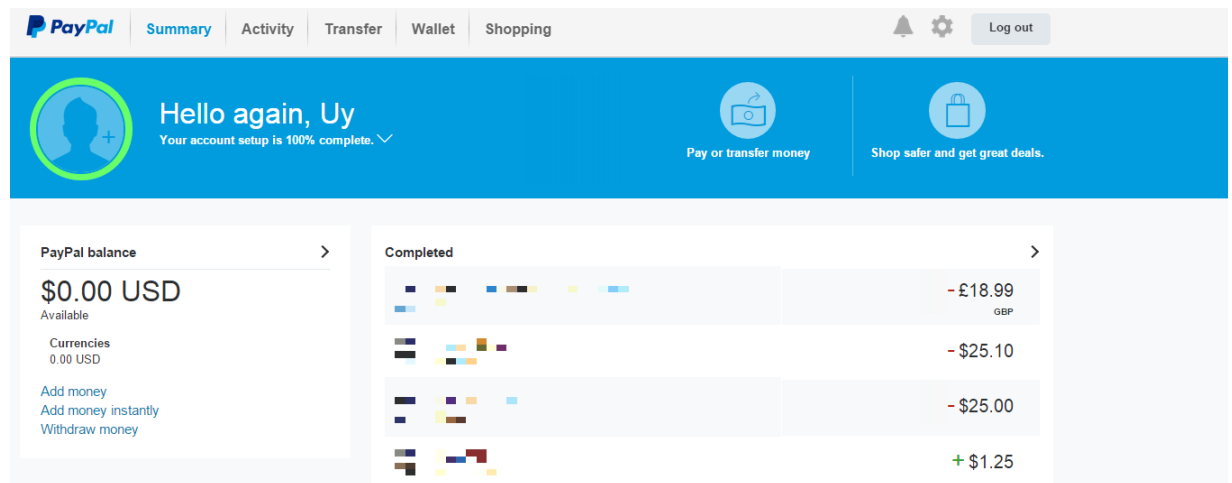 PayPal Summary Activity Transfer Wallet Shopping Log out
Hello again, Uy
Your account setup is 100% complete.
Pay or transfer money
Shop safer and get great deals.
PayPal balance
$0.00 USD
Available
Currencies
0.00 USD
Add money
Add money instantly
Withdraw money
Completed
- £18.99
GBP
- $25.10
- $25.00
+ $1.25